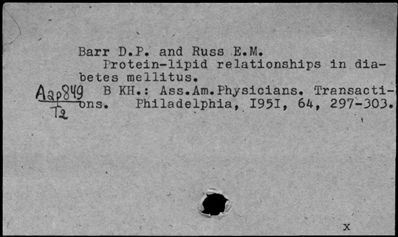 Barr D.P. and Russ E.M.
Protein-lipid relationships in dia-
betes mellitus.
Aap849
T2
B KH.: Ass.Am.Physicians. Transacti-
ons. Philadelphia, I95I, 64, 297-303.
x